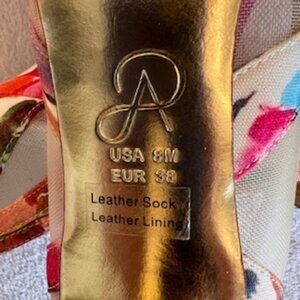 USA 8M
EUR 38
Leather Sock
Leather Lining